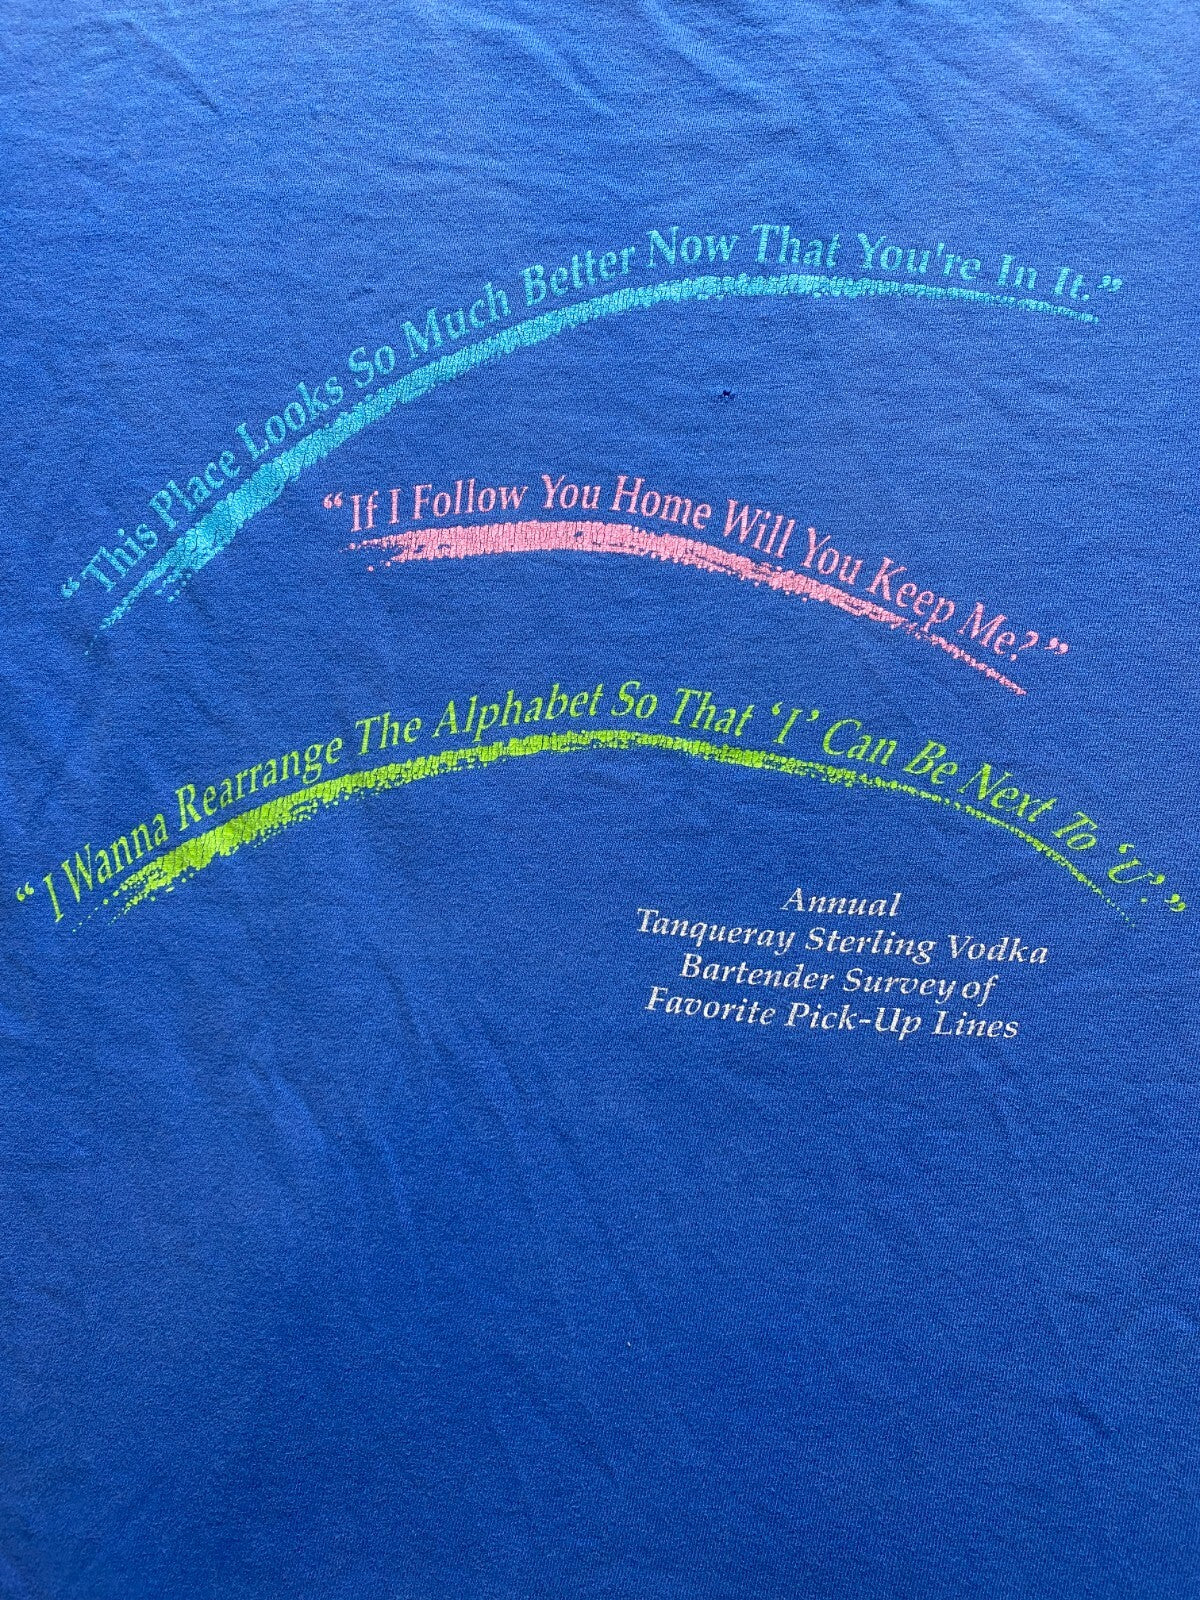 “This Place Looks So Much Better Now That You're In It.”
“If I Follow You Home Will You Keep Me?”
“I Wanna Rearrange The Alphabet So That ‘I’ Can Be Next To ‘U’.”
Annual
Tanqueray Sterling Vodka
Bartender Survey of
Favorite Pick-Up Lines